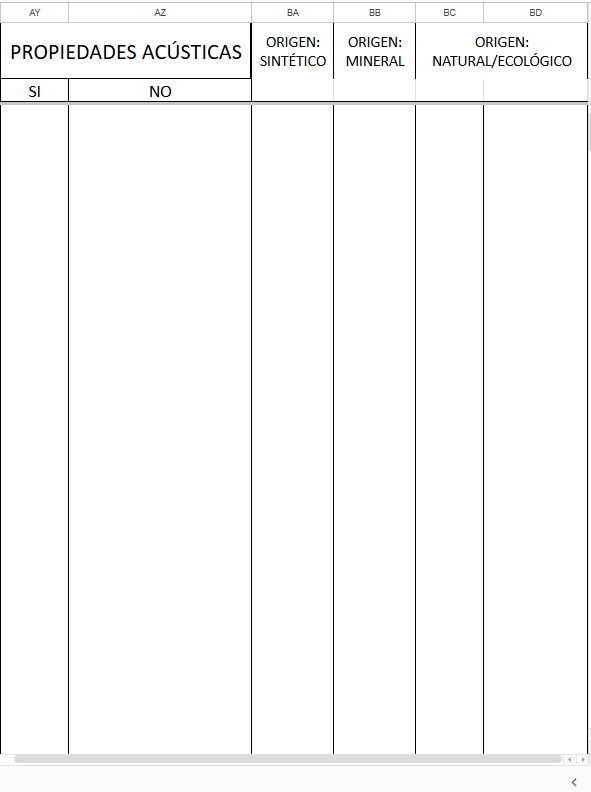 AY AZ BA BB BC BD
PROPIEDADES ACÚSTICAS
ORIGEN:
SINTÉTICO
ORIGEN:
MINERAL
ORIGEN:
NATURAL/ECOLÓGICO
SI NO